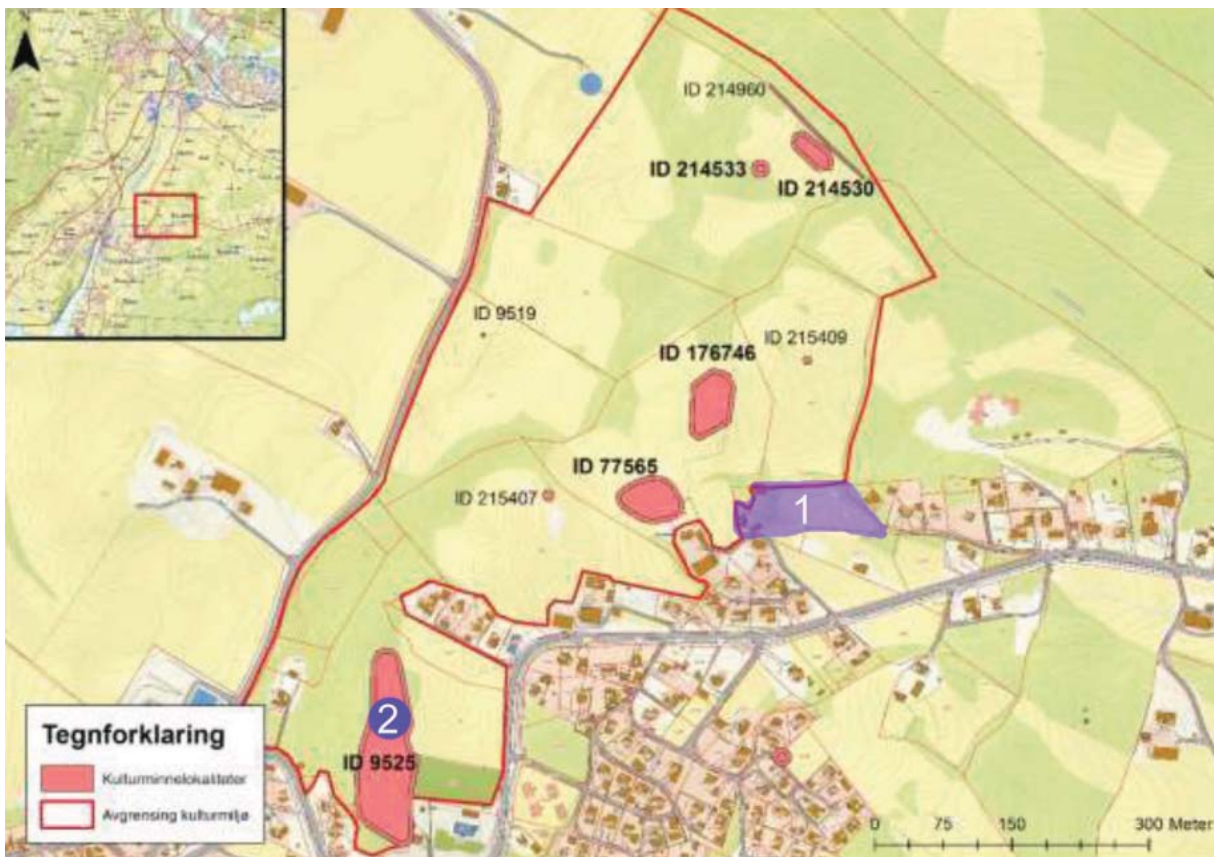 N
ID 214960
ID 214533
ID 214530
ID 9519
ID 215409
ID 176746
ID 77565
ID 215407
1
2
ID 9525
Tegnforklaring
Kulturminnelokaliteter
Avgrensing kulturmiljø
0 75 150 300 Meter